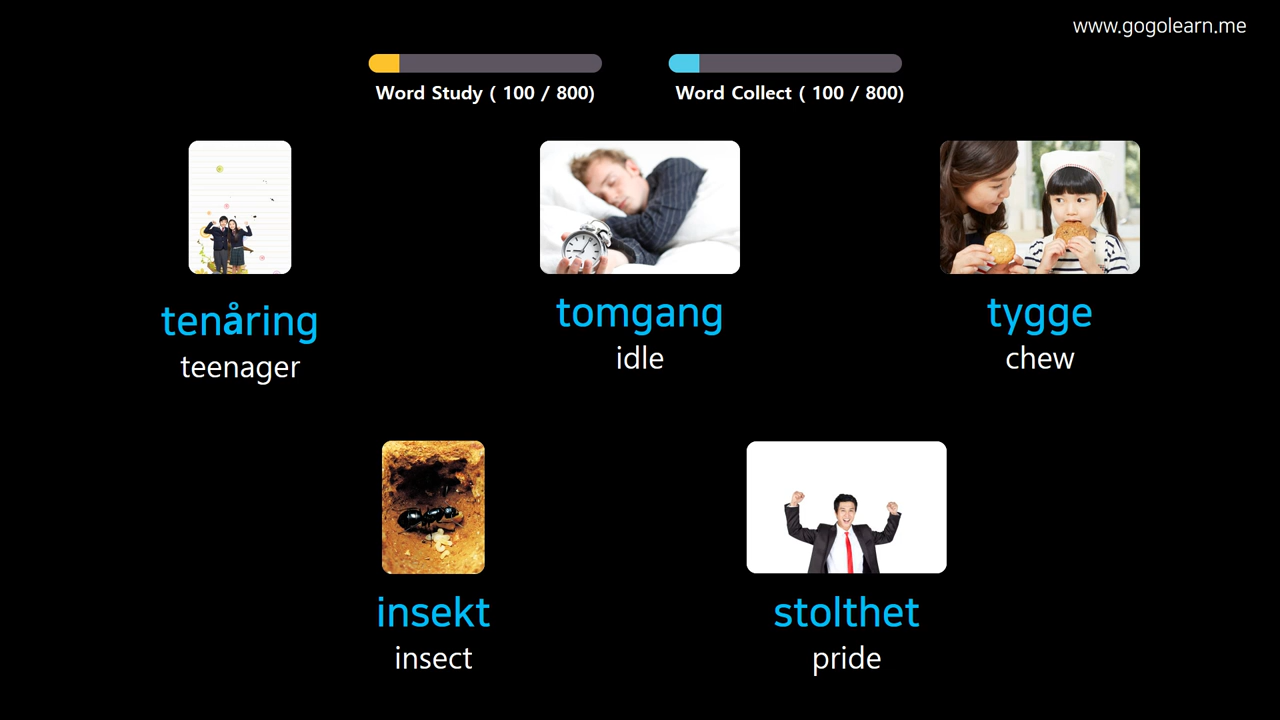 www.gogolearn.me
Word Study ( 100 / 800)
Word Collect ( 100 / 800)
tenåring
teenager
tomgang
idle
tygge
chew
insekt
insect
stolthet
pride